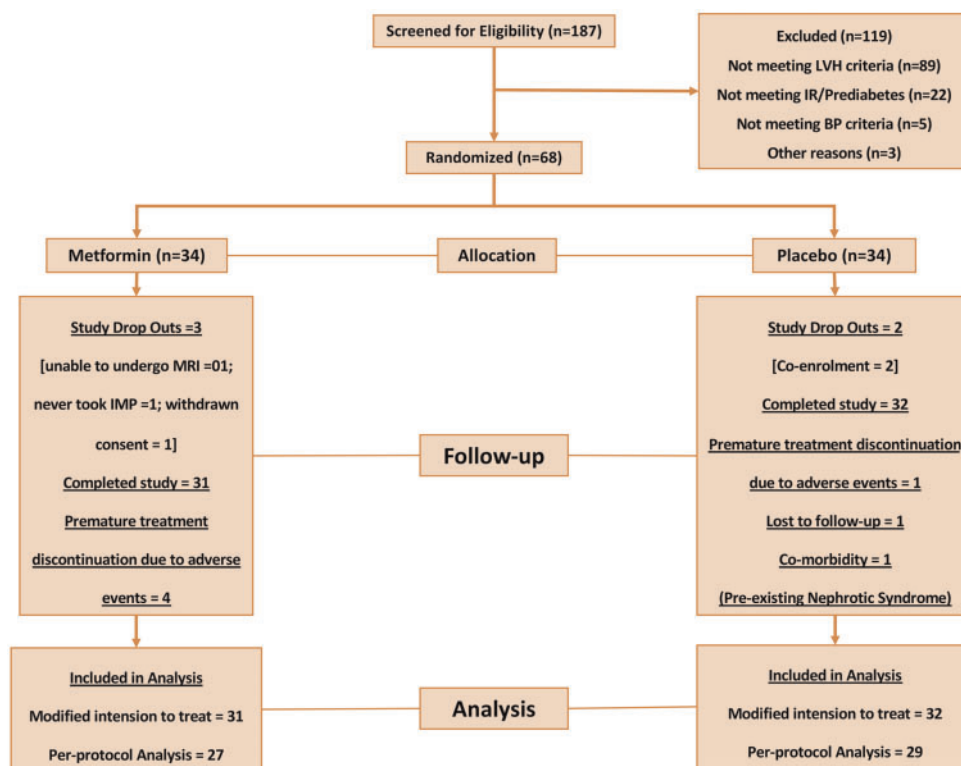 Screened for Eligibility (n=187)
Excluded (n=119)
Not meeting LVH criteria (n=89)
Not meeting IR/Prediabetes (n=22)
Not meeting BP criteria (n=5)
Other reasons (n=3)
Randomized (n=68)
Metformin (n=34)
Allocation
Placebo (n=34)
Study Drop Outs =3
[unable to undergo MRI =01;
never took IMP =1; withdrawn
consent = 1]
Completed study = 31
Premature treatment
discontinuation due to adverse
events = 4
Follow-up
Study Drop Outs = 2
[Co-enrolment = 2]
Completed study = 32
Premature treatment discontinuation
due to adverse events = 1
Lost to follow-up = 1
Co-morbidity = 1
(Pre-existing Nephrotic Syndrome)
Included in Analysis
Modified intension to treat = 31
Per-protocol Analysis = 27
Analysis
Included in Analysis
Modified intension to treat = 32
Per-protocol Analysis = 29